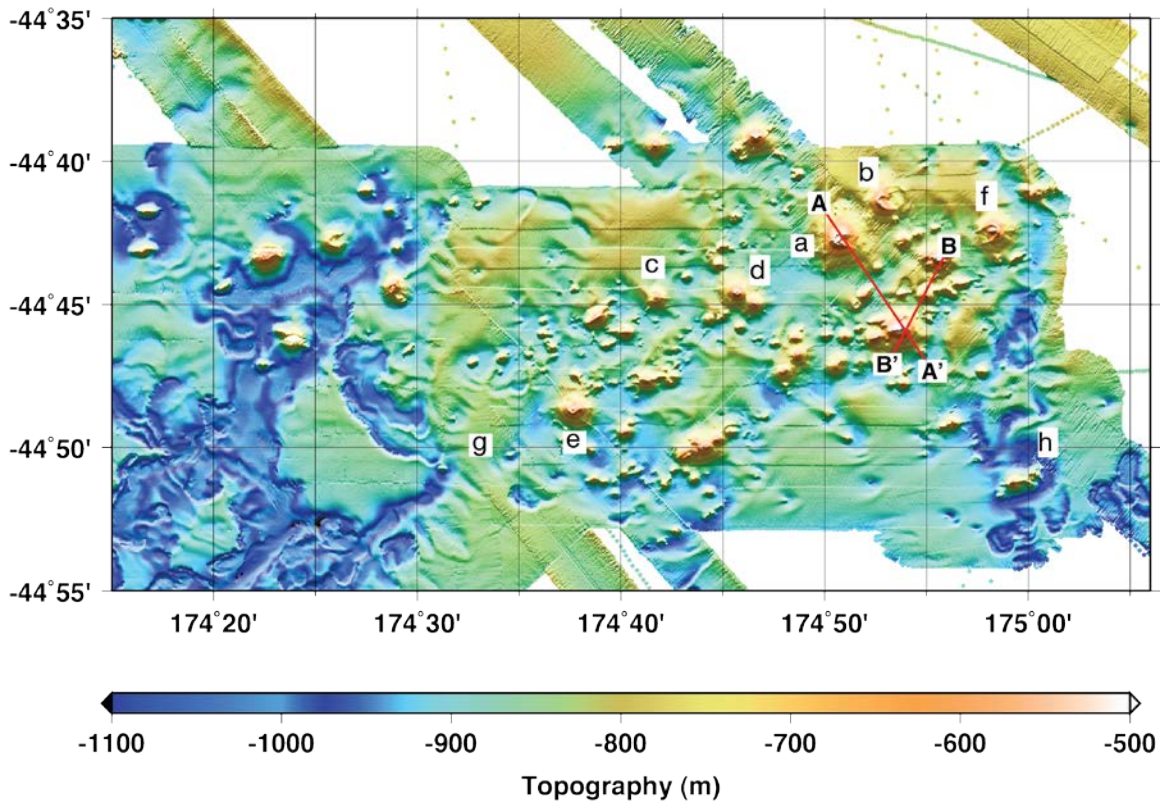 -44°35'
-44°40'
-44°45'
-44°50'
-44°55'
b
f
A
a
B
c
d
B'
A'
g
e
h
174°20' 174°30' 174°40' 174°50' 175°00'
-1100 -1000 -900 -800 -700 -600 -500
Topography (m)